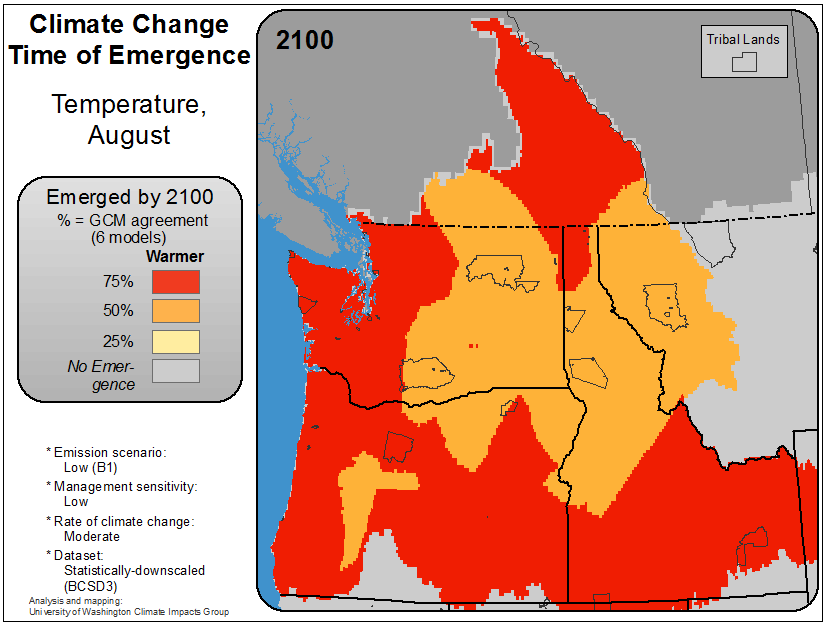 Climate Change
Time of Emergence
Temperature,
August
Emerged by 2100
% = GCM agreement
(6 models)
Warmer
75%
50%
25%
No Emer-
gence
* Emission scenario:
Low (B1)
* Management sensitivity:
Low
* Rate of climate change:
Moderate
* Dataset:
Statistically-downscaled
(BCSD3)
Analysis and mapping:
University of Washington Climate Impacts Group
2100
Tribal Lands